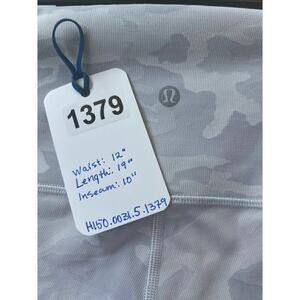 1379
Waist: 12"
Length: 19"
Inseam: 10"
H150.0031.5.1379